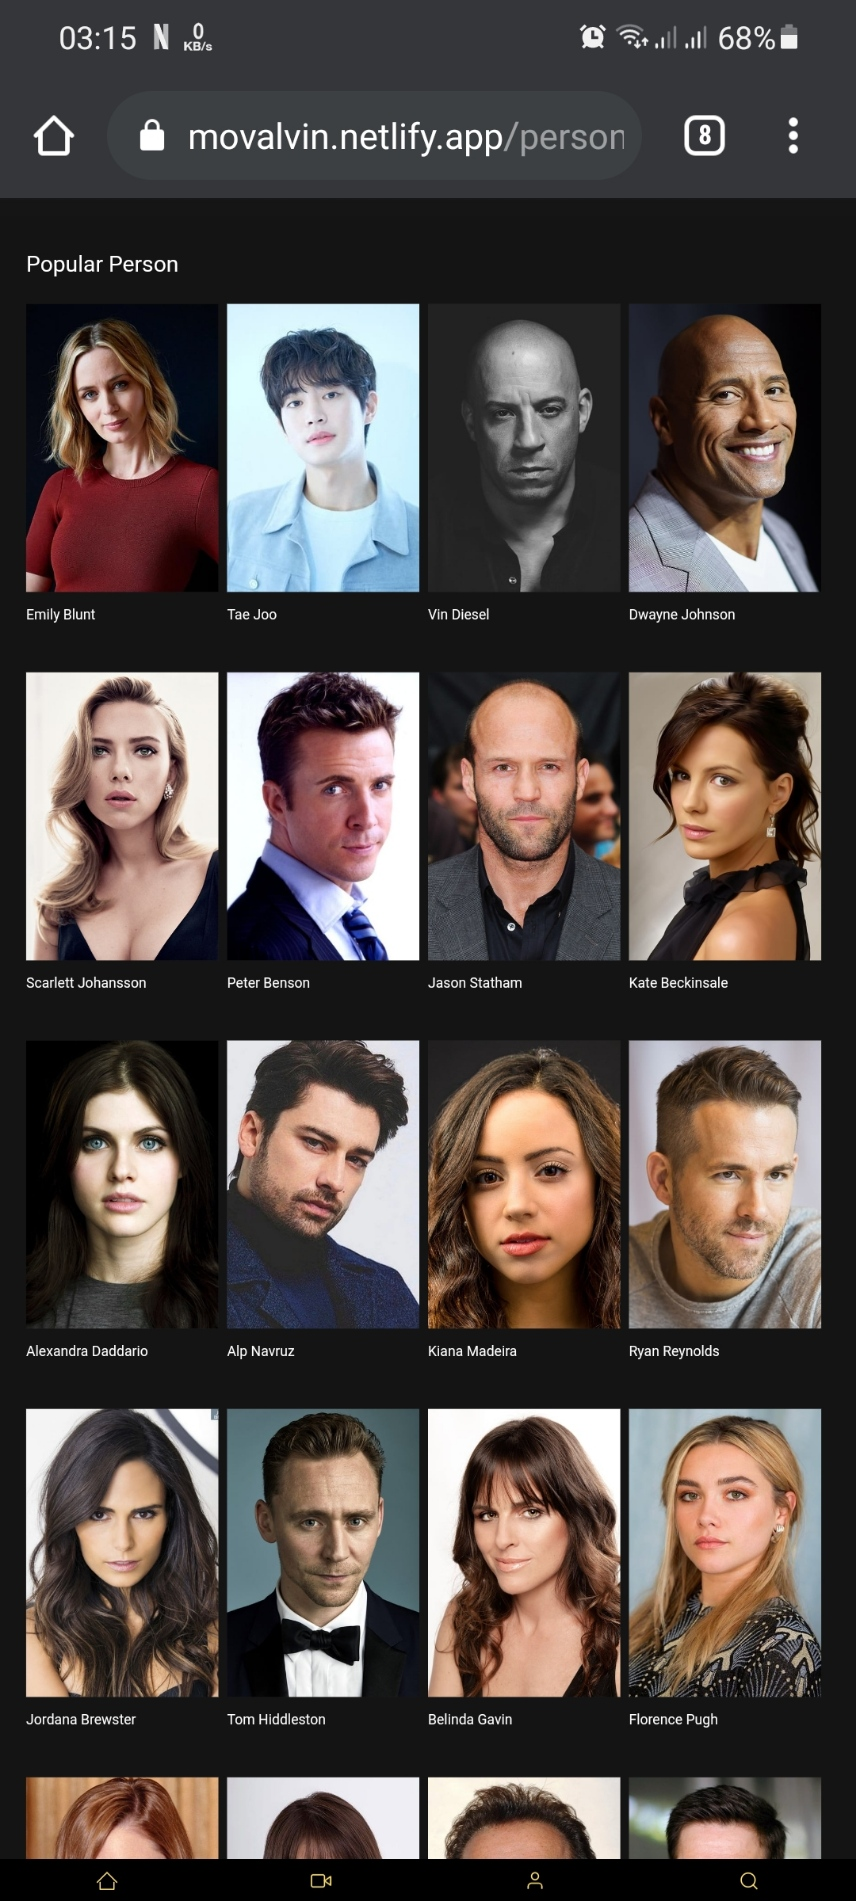 03:15 N 0 KB/s 68%
movalvin.netlify.app/person
8
Popular Person
Emily Blunt
Tae Joo
Vin Diesel
Dwayne Johnson
Scarlett Johansson
Peter Benson
Jason Statham
Kate Beckinsale
Alexandra Daddario
Alp Navruz
Kiana Madeira
Ryan Reynolds
Jordana Brewster
Tom Hiddleston
Belinda Gavin
Florence Pugh